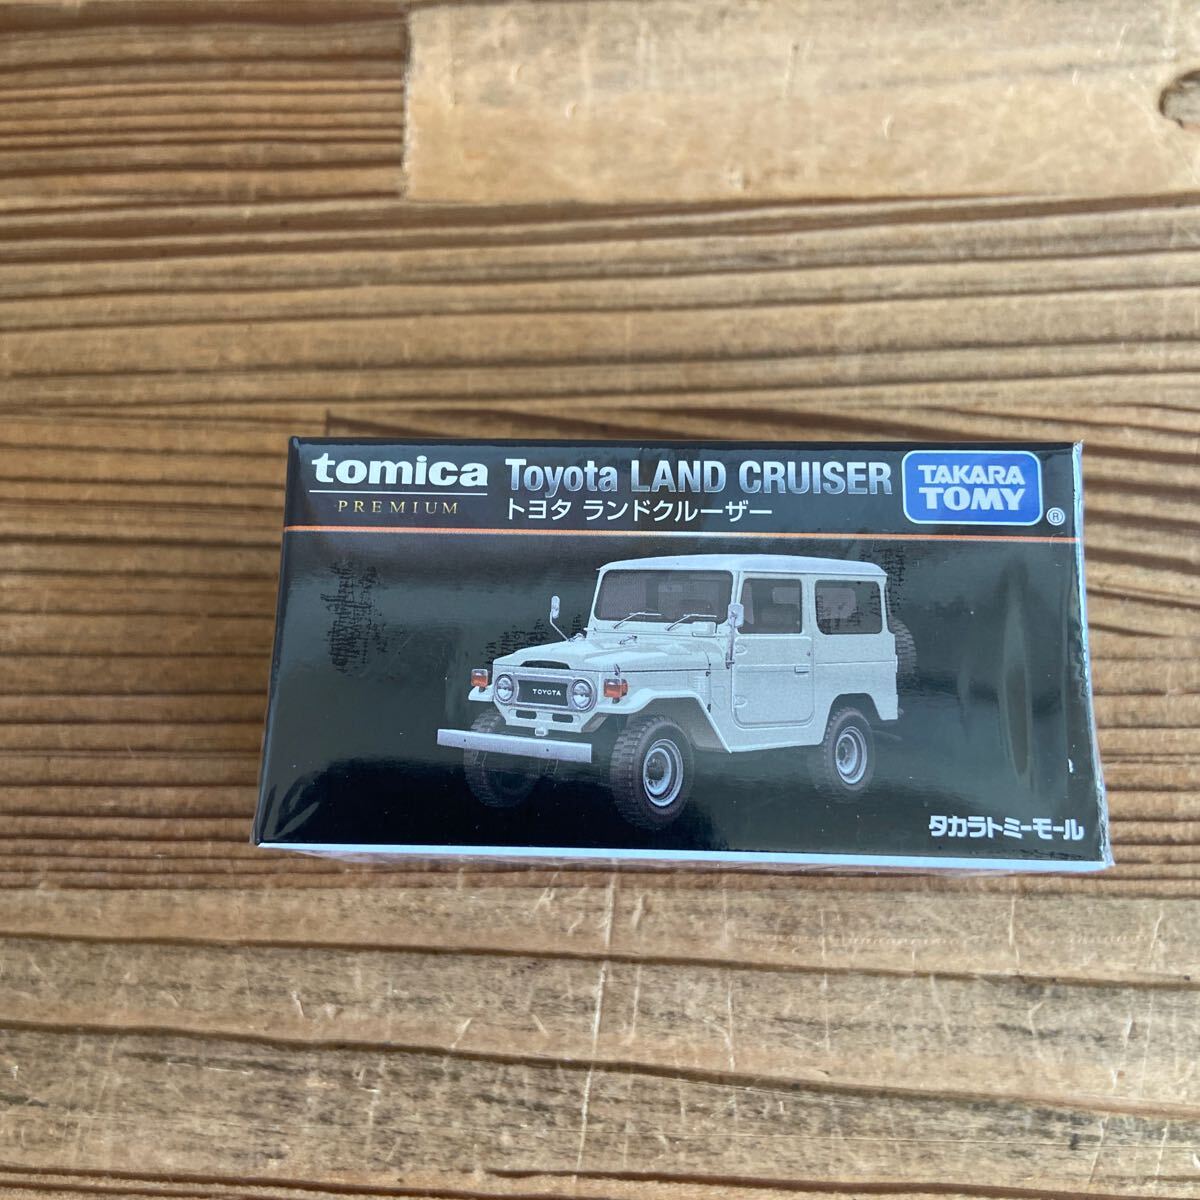 tomica
PREMIUM
Toyota LAND CRUISER
トヨタ ランドクルーザー
TAKARA
TOMY
®
TOYOTA
タカラトミーモール